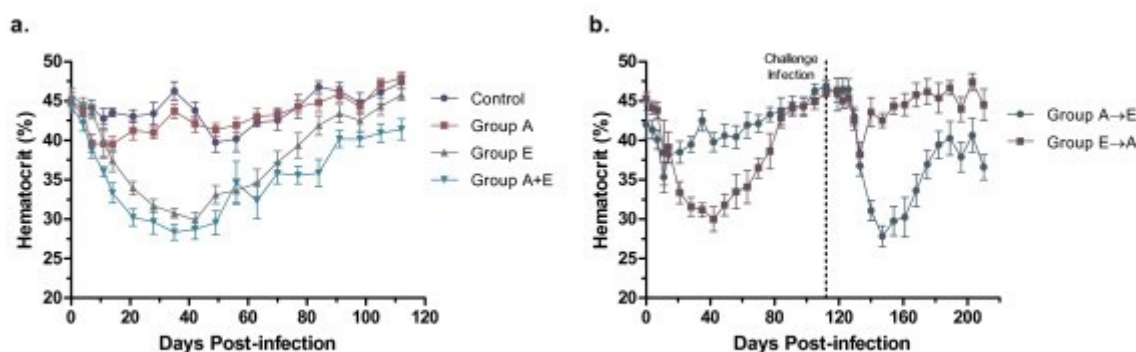 a.
Hematocrit (%)
50
45
40
35
30
25
20
0
20
40
60
80
100
120
Days Post-infection
Control
Group A
Group E
Group A+E
b.
Challenge
Infection
Hematocrit (%)
50
45
40
35
30
25
20
0
40
80
120
160
200
Days Post-infection
Group A→E
Group E→A